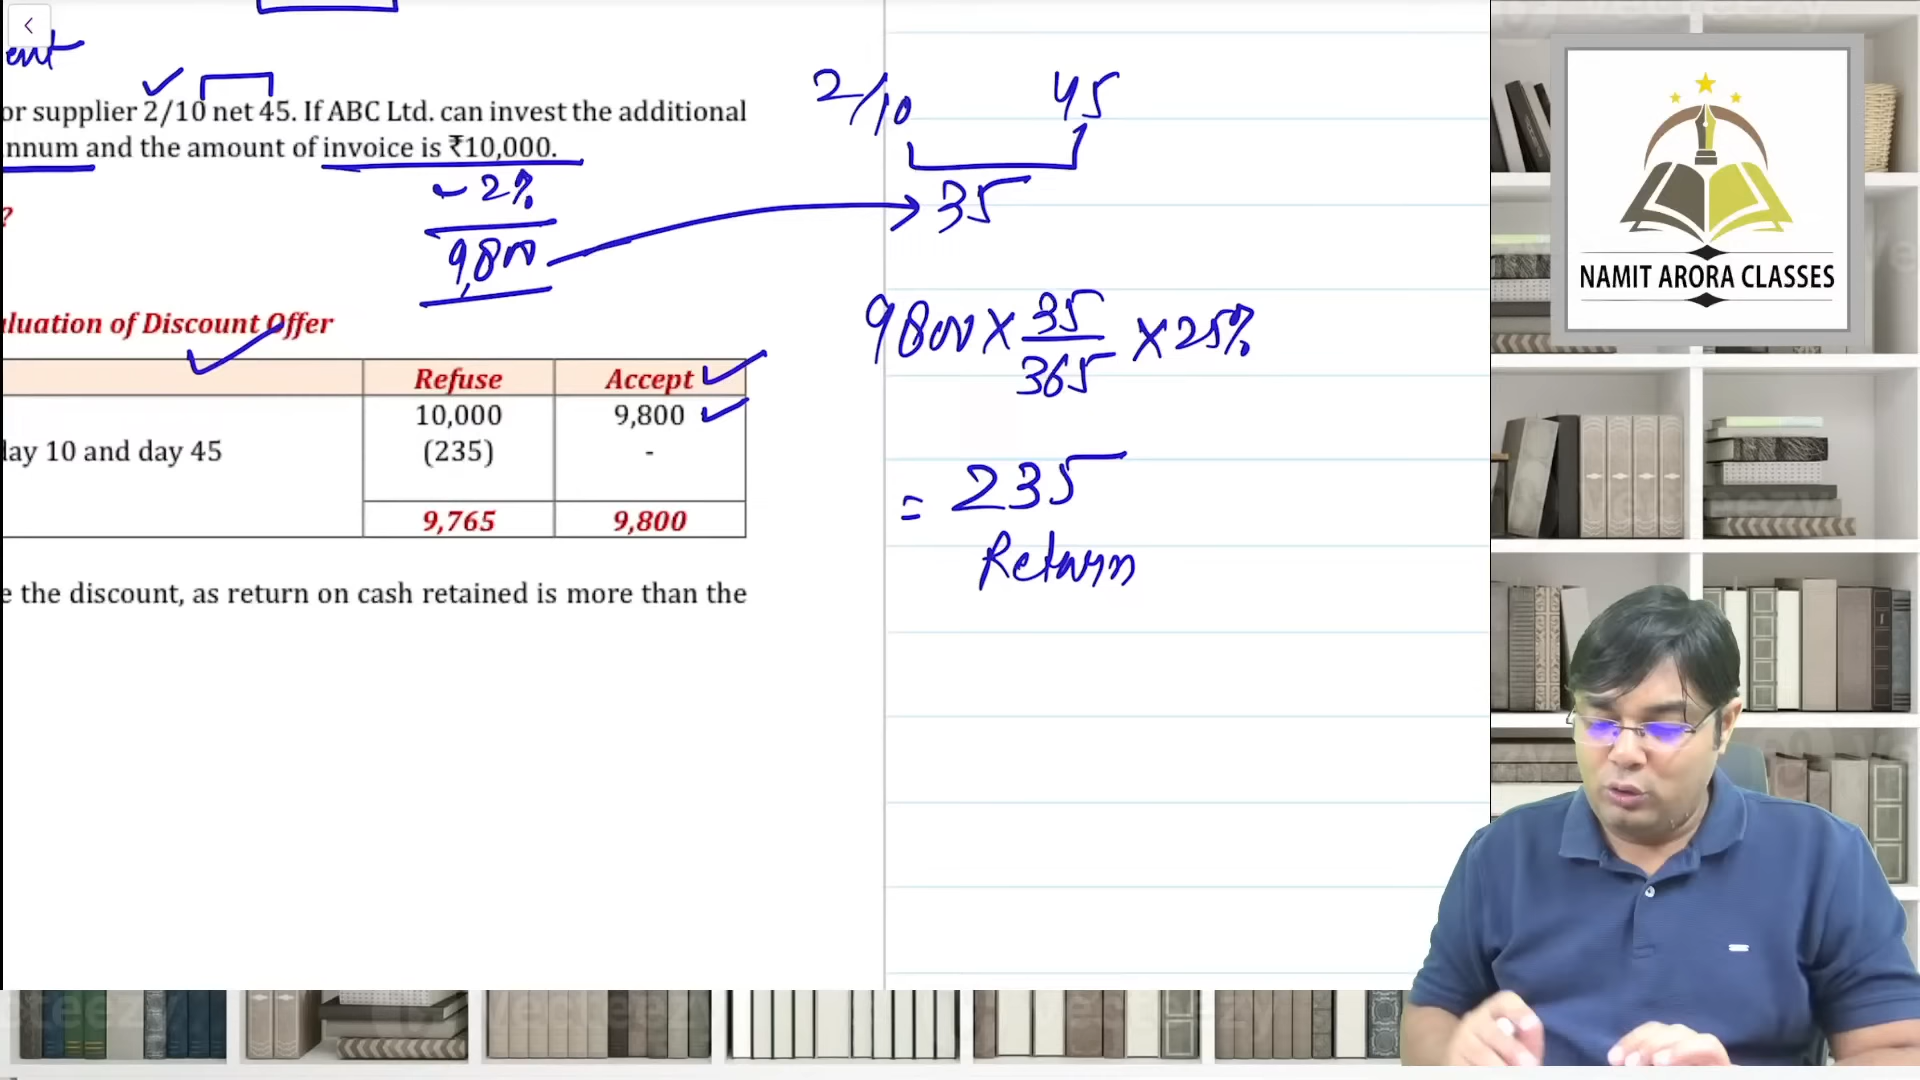 ent
or supplier 2/10 net 45. If ABC Ltd. can invest the additional
nnum and the amount of invoice is ₹10,000.
- 2%
9,800
?
luation of Discount Offer
Refuse Accept
10,000 9,800
lay 10 and day 45 (235) -
9,765 9,800
e the discount, as return on cash retained is more than the
2/10 45
35
9800 × 35/365 × 25%
= 235
Return
NAMIT ARORA CLASSES